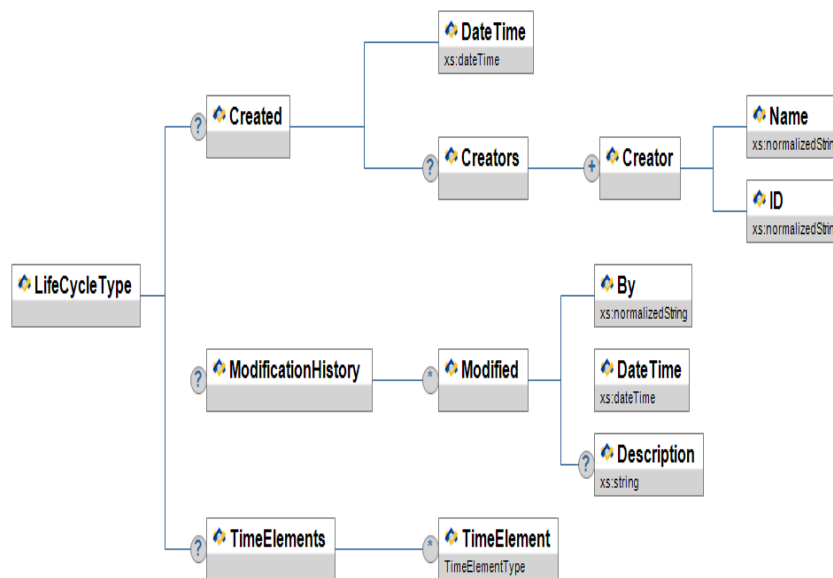 DateTime
xs:dateTime
?
Created
?
Creators
+
Creator
Name
xs:normalizedStrin
ID
xs:normalizedStrin
LifeCycleType
By
xs:normalizedString
?
ModificationHistory
*
Modified
DateTime
xs:dateTime
?
Description
xs:string
?
TimeElements
*
TimeElement
TimeElementType